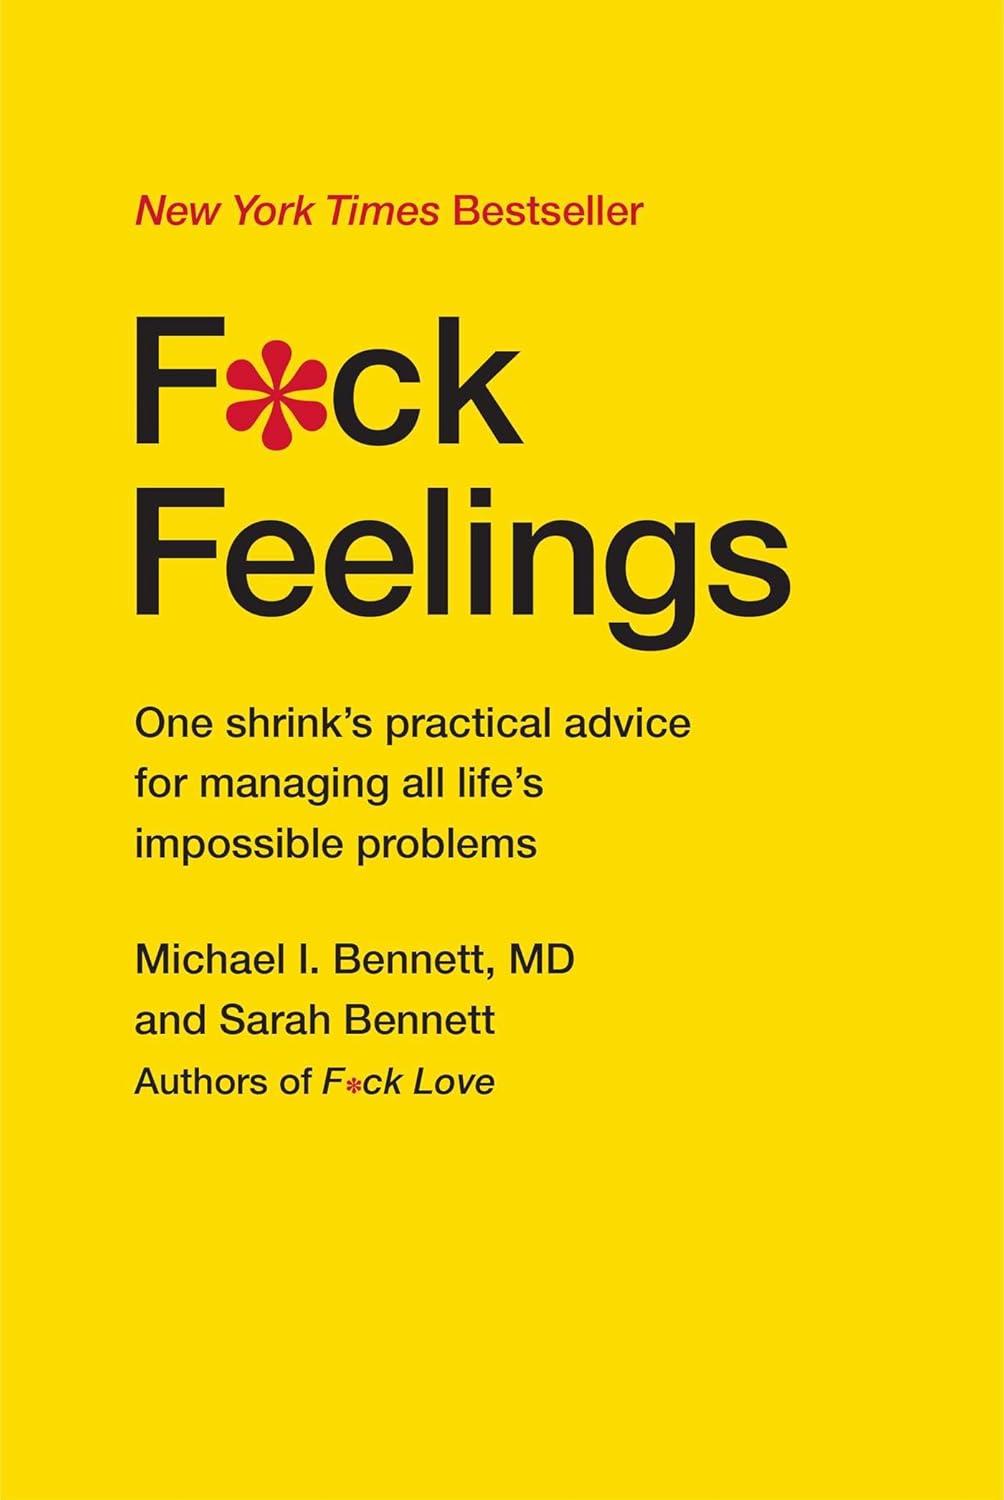 New York Times Bestseller
F*ck
Feelings
One shrink's practical advice
for managing all life's
impossible problems
Michael I. Bennett, MD
and Sarah Bennett
Authors of F*ck Love